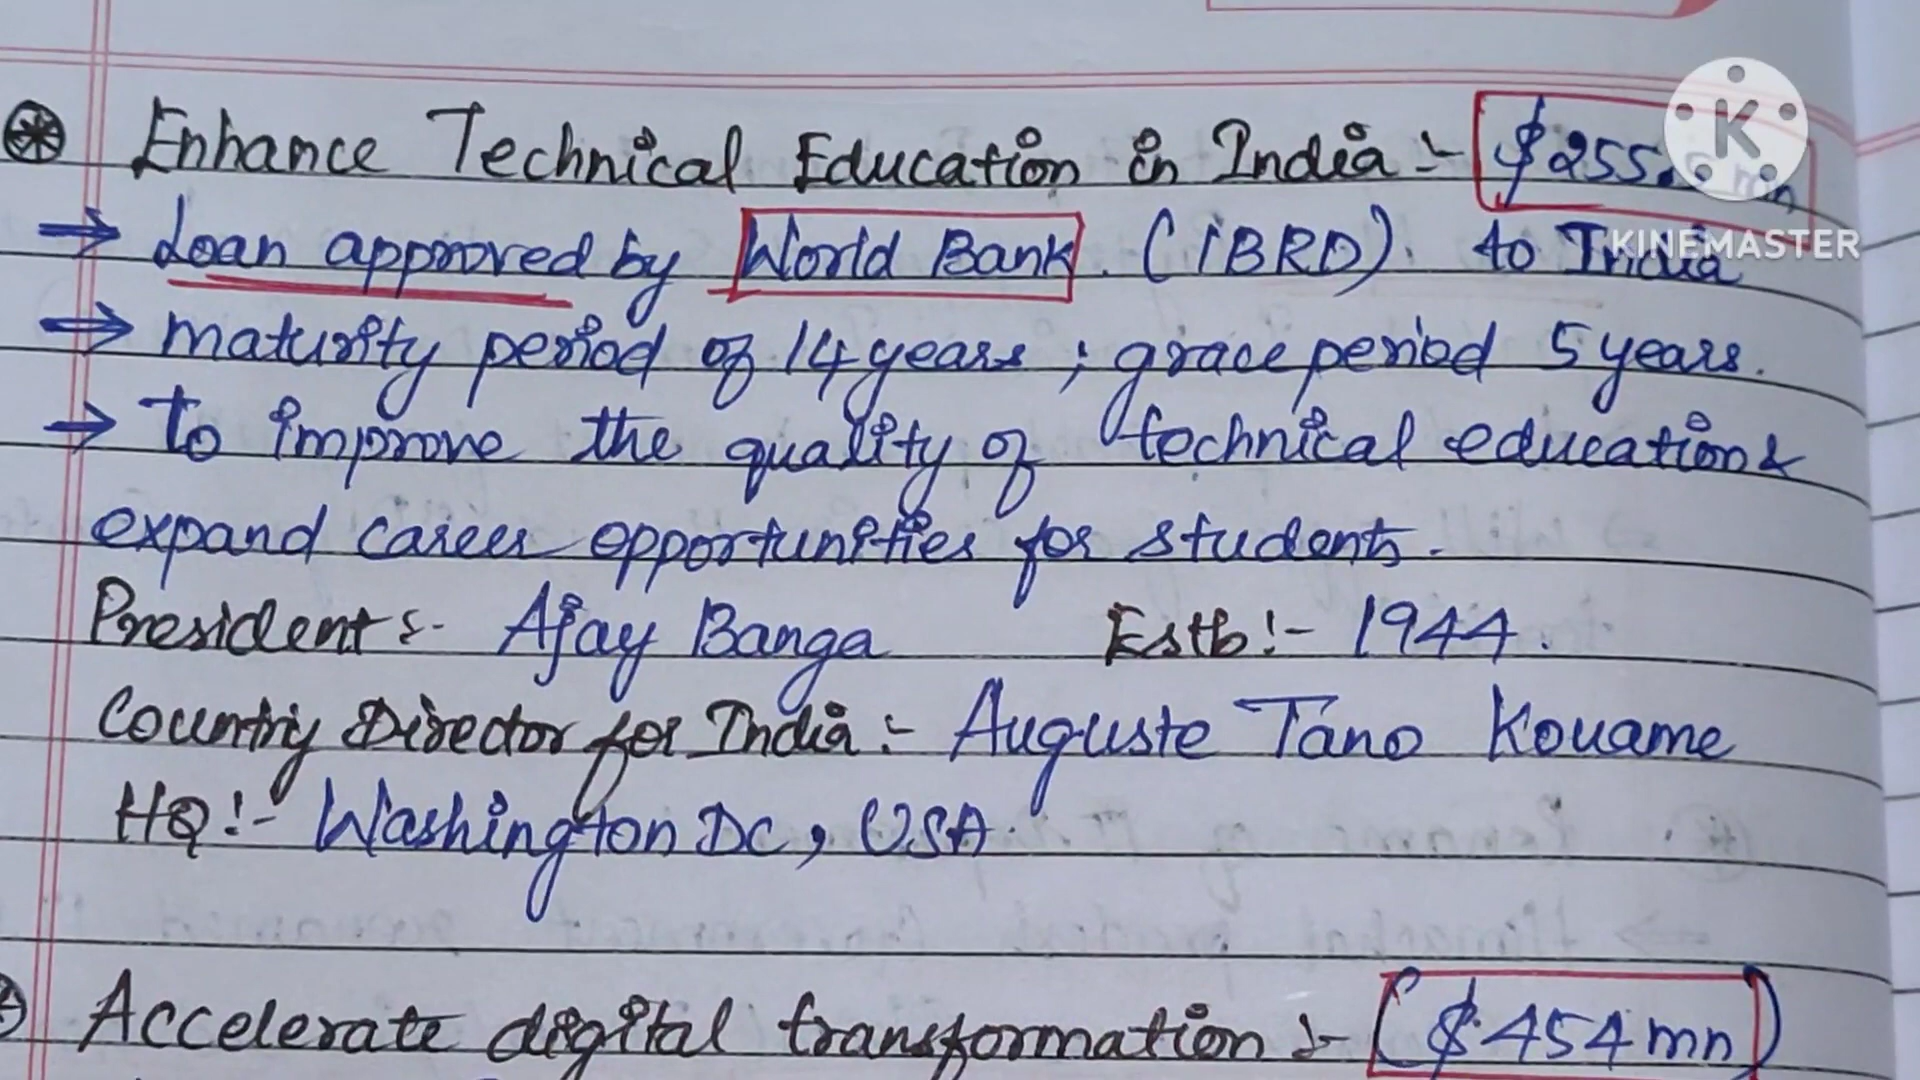 Enhance Technical Education in India :- $255.5 mn
⇒ Loan approved by World Bank. (IBRD). to India
⇒ maturity period of 14 years ; grace period 5 years.
→ To improve the quality of technical education &
expand career opportunities for students.
President :- Ajay Banga Estb :- 1944.
Country Director for India :- Auguste Tano Kouame
HQ :- Washington DC, USA.
Accelerate digital transformation :- ($454 mn)
K
KINEMASTER